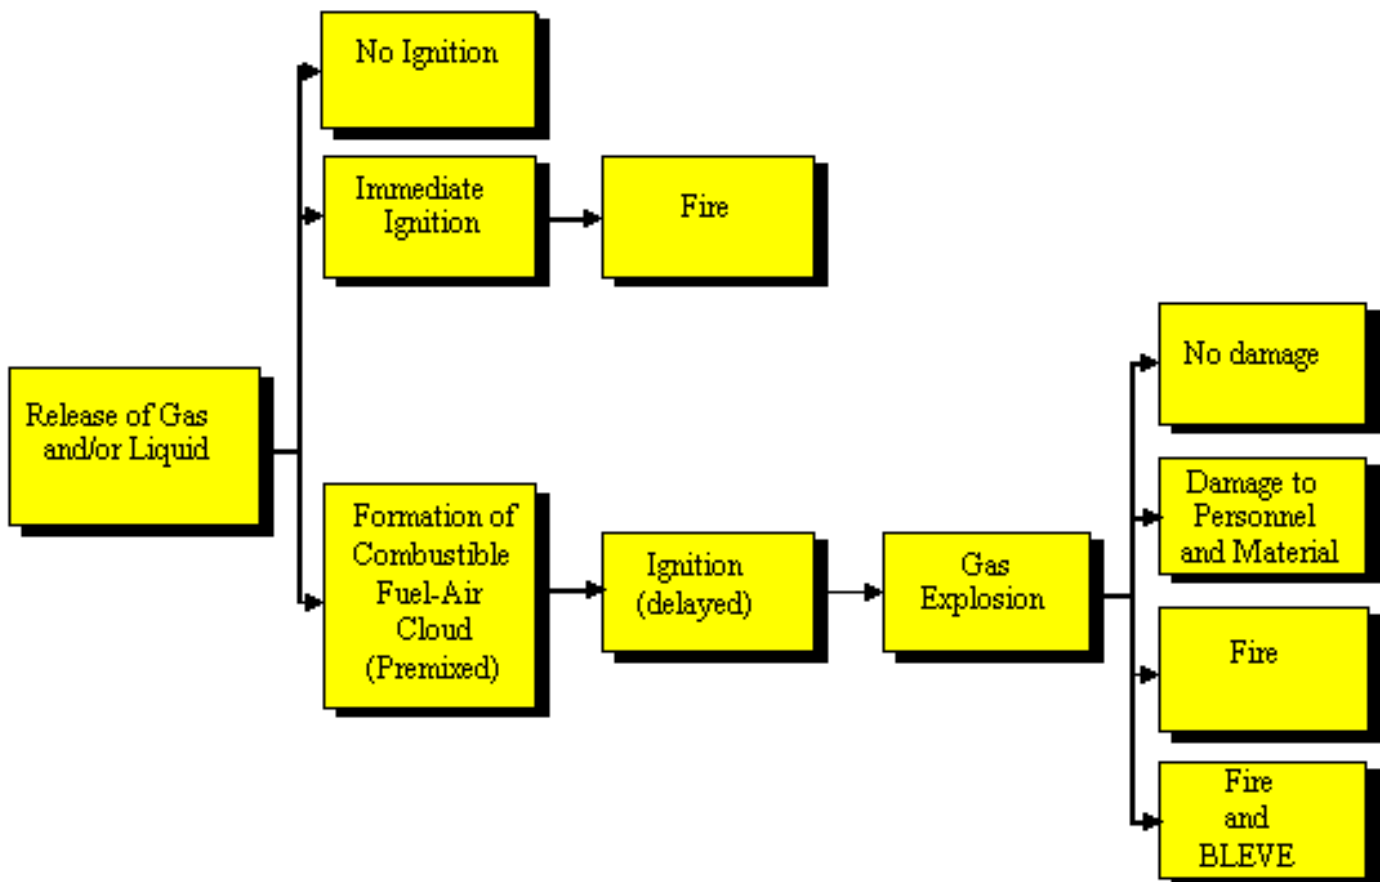 No Ignition
Immediate
Ignition
Fire
Release of Gas
and/or Liquid
Formation of
Combustible
Fuel-Air
Cloud
(Premixed)
Ignition
(delayed)
Gas
Explosion
No damage
Damage to
Personnel
and Material
Fire
Fire
and
BLEVE